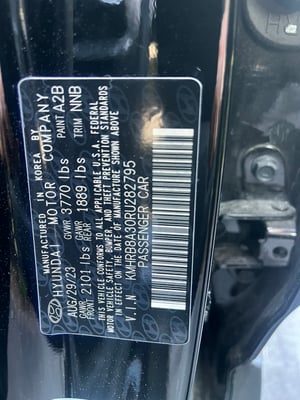 MANUFACTURED IN KOREA BY
HYUNDAI MOTOR COMPANY
AUG/29/23 GVWR 3770 lbs PAINT A2B
GAWR FRONT 2101 lbs GAWR REAR 1889 lbs TRIM NNB
THIS VEHICLE CONFORMS TO ALL APPLICABLE U.S.A FEDERAL
MOTOR VEHICLE SAFETY, BUMPER, AND THEFT PREVENTION
STANDARDS IN EFFECT ON THE DATE OF MANUFACTURE SHOWN ABOVE.
V.I.N KMHRB8A30RU282795
PASSENGER CAR